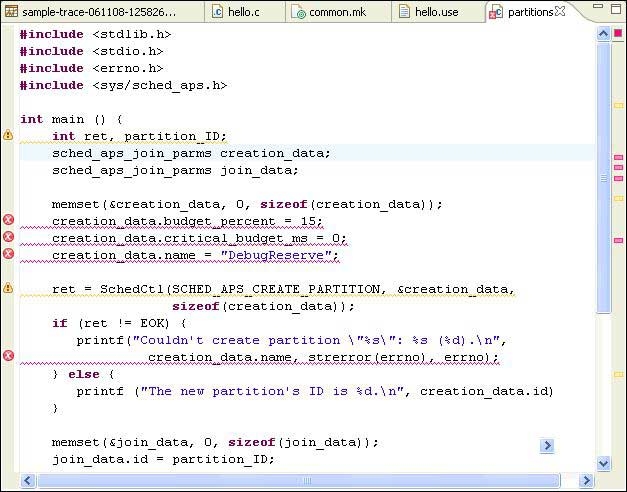 sample-trace-061108-125826... hello.c common.mk hello.use partitions
#include <stdlib.h>
#include <stdio.h>
#include <errno.h>
#include <sys/sched_aps.h>
int main () {
int ret, partition_ID;
sched_aps_join_parms creation_data;
sched_aps_join_parms join_data;
memset(&creation_data, 0, sizeof(creation_data));
creation_data.budget_percent = 15;
creation_data.critical_budget_ms = 0;
creation_data.name = "DebugReserve";
ret = SchedCtl(SCHED_APS_CREATE_PARTITION, &creation_data,
sizeof(creation_data));
if (ret != EOK) {
printf("Couldn't create partition \"%s\": %s (%d).\n",
creation_data.name, strerror(errno), errno);
} else {
printf ("The new partition's ID is %d.\n", creation_data.id)
}
memset(&join_data, 0, sizeof(join_data));
join_data.id = partition_ID;